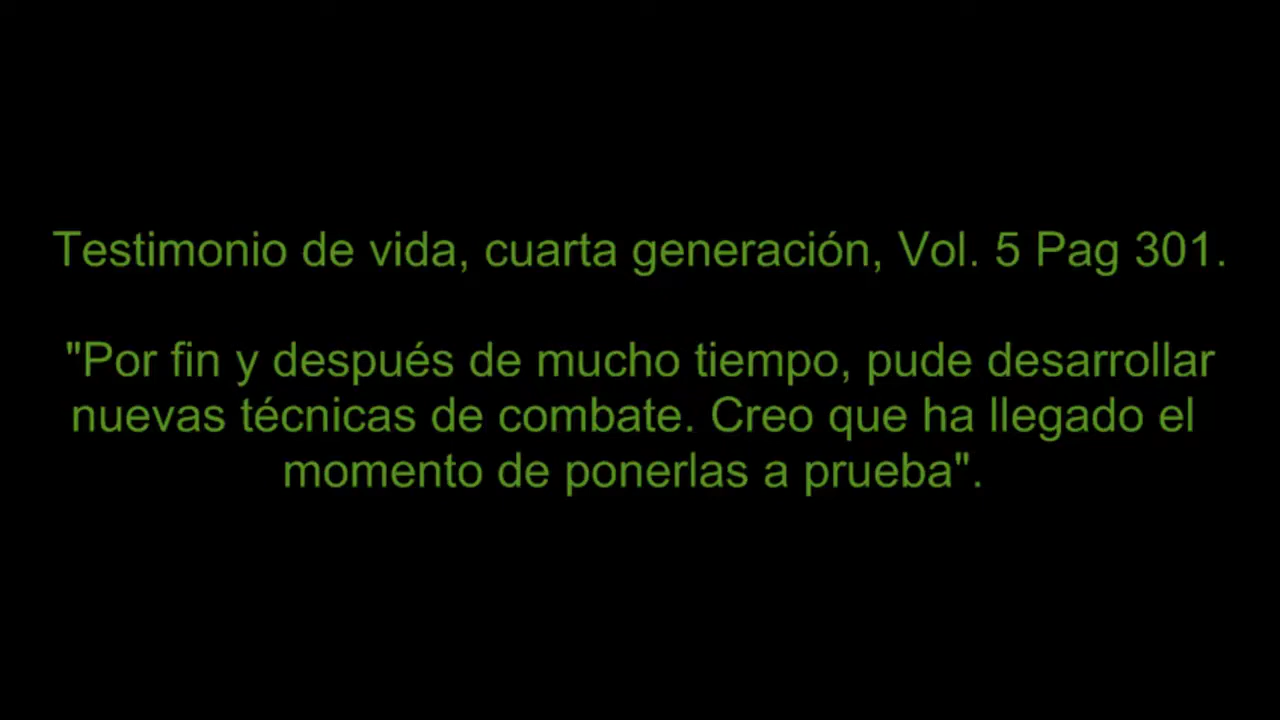 Testimonio de vida, cuarta generación, Vol. 5 Pag 301.
"Por fin y después de mucho tiempo, pude desarrollar
nuevas técnicas de combate. Creo que ha llegado el
momento de ponerlas a prueba".